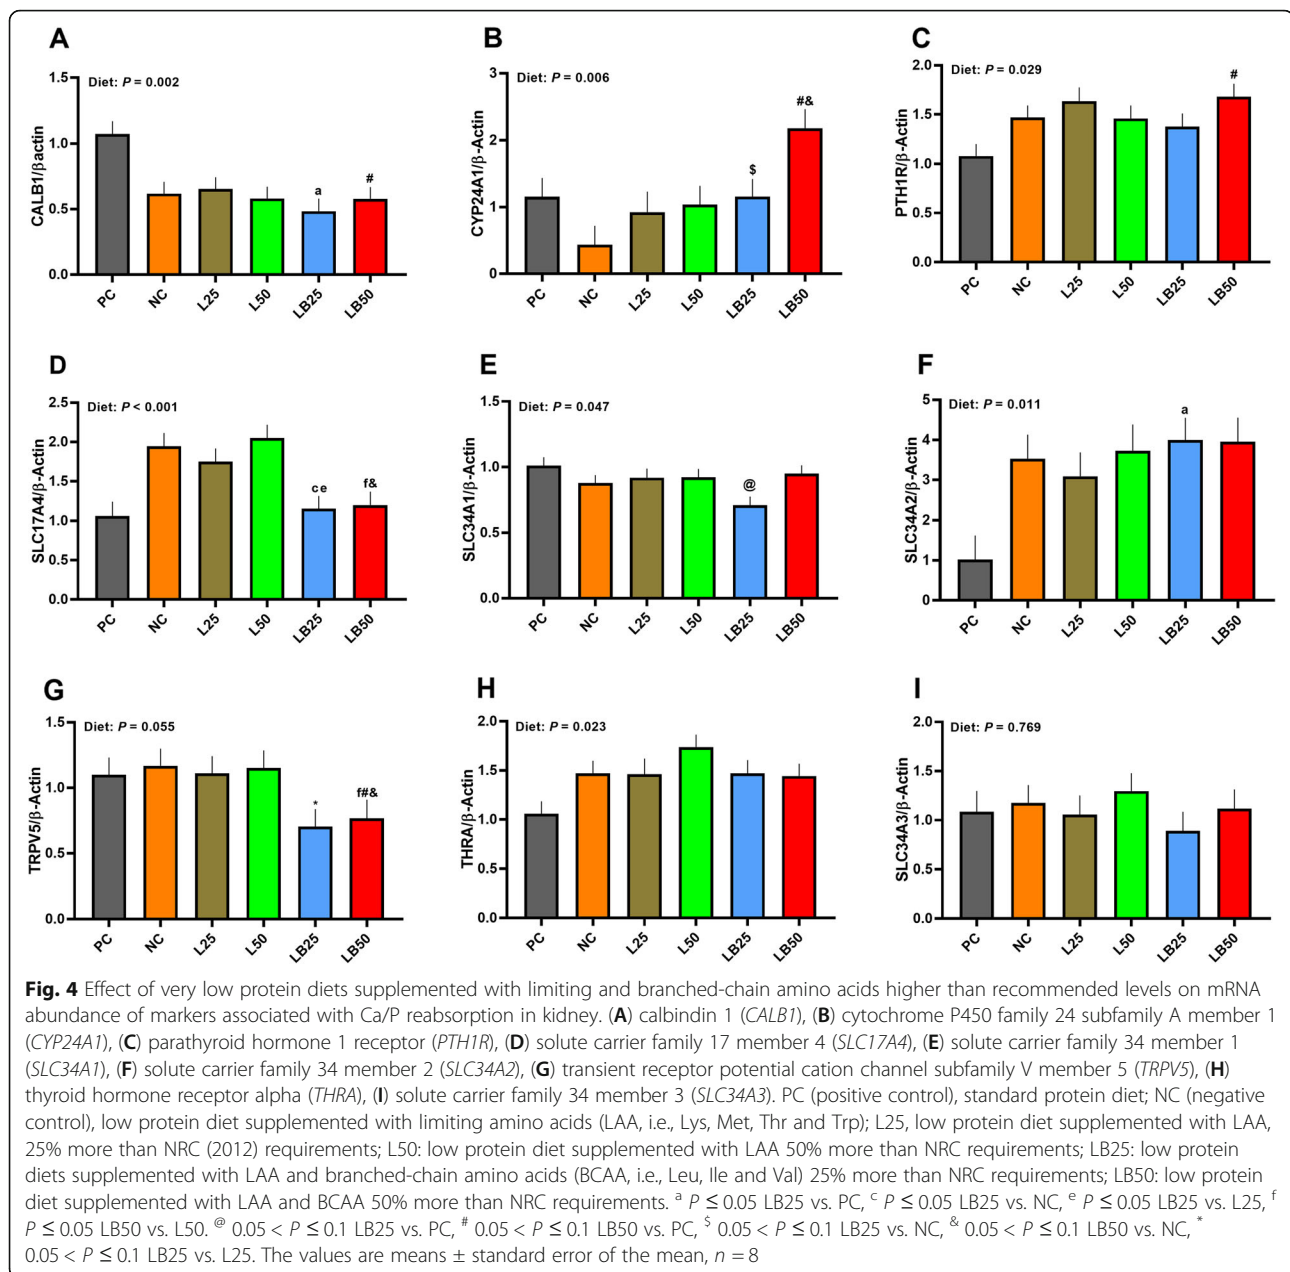 A
Diet: P = 0.002
CALB1/βactin
1.5
1.0
0.5
0.0
a
#
PC
NC
L25
L50
LB25
LB50
B
Diet: P = 0.006
CYP24A1/β-Actin
3
2
1
0
$
#&
PC
NC
L25
L50
LB25
LB50
C
Diet: P = 0.029
PTH1R/β-Actin
2.0
1.5
1.0
0.5
0.0
#
PC
NC
L25
L50
LB25
LB50
D
Diet: P < 0.001
SLC17A4/β-Actin
2.5
2.0
1.5
1.0
0.5
0.0
ce
f&
PC
NC
L25
L50
LB25
LB50
E
Diet: P = 0.047
SLC34A1/β-Actin
1.5
1.0
0.5
0.0
@
PC
NC
L25
L50
LB25
LB50
F
Diet: P = 0.011
SLC34A2/β-Actin
5
4
3
2
1
0
a
PC
NC
L25
L50
LB25
LB50
G
Diet: P = 0.055
TRPV5/β-Actin
1.5
1.0
0.5
0.0
*
f#&
PC
NC
L25
L50
LB25
LB50
H
Diet: P = 0.023
THRA/β-Actin
2.0
1.5
1.0
0.5
0.0
PC
NC
L25
L50
LB25
LB50
I
Diet: P = 0.769
SLC34A3/β-Actin
2.0
1.5
1.0
0.5
0.0
PC
NC
L25
L50
LB25
LB50
Fig. 4 Effect of very low protein diets supplemented with limiting and branched-chain amino acids higher than recommended levels on mRNA
abundance of markers associated with Ca/P reabsorption in kidney. (A) calbindin 1 (CALB1), (B) cytochrome P450 family 24 subfamily A member 1
(CYP24A1), (C) parathyroid hormone 1 receptor (PTH1R), (D) solute carrier family 17 member 4 (SLC17A4), (E) solute carrier family 34 member 1
(SLC34A1), (F) solute carrier family 34 member 2 (SLC34A2), (G) transient receptor potential cation channel subfamily V member 5 (TRPV5), (H)
thyroid hormone receptor alpha (THRA), (I) solute carrier family 34 member 3 (SLC34A3). PC (positive control), standard protein diet; NC (negative
control), low protein diet supplemented with limiting amino acids (LAA, i.e., Lys, Met, Thr and Trp); L25, low protein diet supplemented with LAA,
25% more than NRC (2012) requirements; L50: low protein diet supplemented with LAA 50% more than NRC requirements; LB25: low protein
diets supplemented with LAA and branched-chain amino acids (BCAA, i.e., Leu, Ile and Val) 25% more than NRC requirements; LB50: low protein
diet supplemented with LAA and BCAA 50% more than NRC requirements. a P ≤ 0.05 LB25 vs. PC, c P ≤ 0.05 LB25 vs. NC, e P ≤ 0.05 LB25 vs. L25, f
P ≤ 0.05 LB50 vs. L50. @ 0.05 < P ≤ 0.1 LB25 vs. PC, # 0.05 < P ≤ 0.1 LB50 vs. PC, $ 0.05 < P ≤ 0.1 LB25 vs. NC, & 0.05 < P ≤ 0.1 LB50 vs. NC, *
0.05 < P ≤ 0.1 LB25 vs. L25. The values are means ± standard error of the mean, n = 8